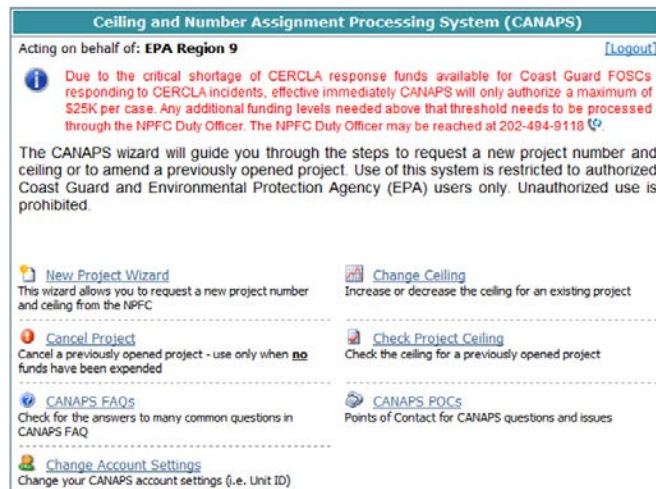 Ceiling and Number Assignment Processing System (CANAPS)
Acting on behalf of: EPA Region 9
[Logout]
Due to the critical shortage of CERCLA response funds available for Coast Guard FOSCs
responding to CERCLA incidents, effective immediately CANAPS will only authorize a maximum of
$25K per case. Any additional funding levels needed above that threshold needs to be processed
through the NPFC Duty Officer. The NPFC Duty Officer may be reached at 202-494-9118
The CANAPS wizard will guide you through the steps to request a new project number and
ceiling or to amend a previously opened project. Use of this system is restricted to authorized
Coast Guard and Environmental Protection Agency (EPA) users only. Unauthorized use is
prohibited.
New Project Wizard
This wizard allows you to request a new project number
and ceiling from the NPFC
Change Ceiling
Increase or decrease the ceiling for an existing project
Cancel Project
Cancel a previously opened project - use only when no
funds have been expended
Check Project Ceiling
Check the ceiling for a previously opened project
CANAPS FAQs
Check for the answers to many common questions in
CANAPS FAQ
CANAPS POCs
Points of Contact for CANAPS questions and issues
Change Account Settings
Change your CANAPS account settings (i.e. Unit ID)